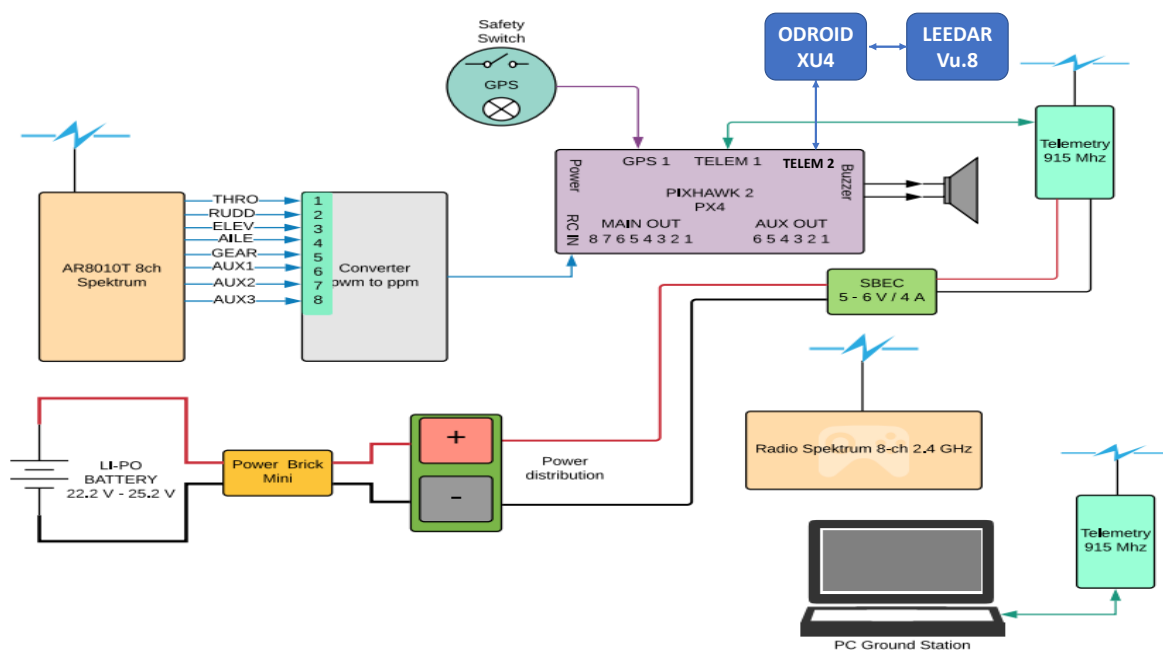 Safety
Switch
GPS
ODROID
XU4
LEEDAR
Vu.8
Telemetry
915 Mhz
Power
GPS 1
TELEM 1
TELEM 2
Buzzer
PIXHAWK 2
PX4
RC IN
MAIN OUT
8 7 6 5 4 3 2 1
AUX OUT
6 5 4 3 2 1
AR8010T 8ch
Spektrum
THRO
RUDD
ELEV
AILE
GEAR
AUX1
AUX2
AUX3
1
2
3
4
5
6
7
8
Converter
pwm to ppm
SBEC
5 - 6 V / 4 A
LI-PO
BATTERY
22.2 V - 25.2 V
Power Brick
Mini
+
-
Power
distribution
Radio Spektrum 8-ch 2.4 GHz
Telemetry
915 Mhz
PC Ground Station